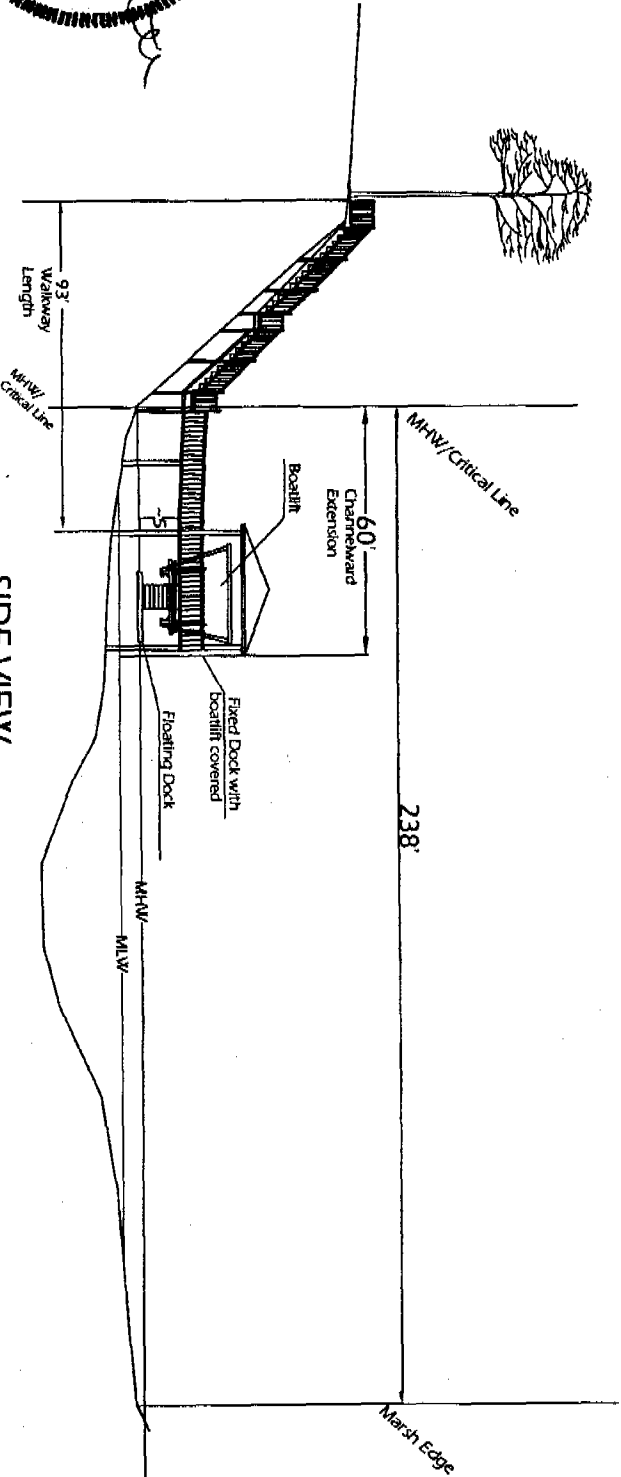 93'
Walkway
Length
MHW/
Critical Line
MHW/Critical Line
60'
Channelward
Extension
Boatlift
~5'
Fixed Dock with
boatlift covered
Floating Dock
238'
MHW
MLW
Marsh Edge
SIDE VIEW